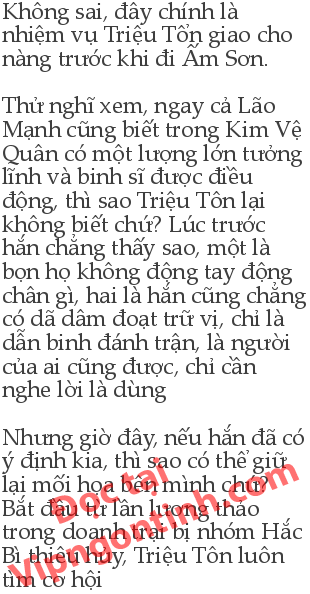 Không sai, đây chính là
nhiệm vụ Triệu Tổn giao cho
nàng trước khi đi Ấm Sơn.
Thử nghĩ xem, ngay cả Lão
Mạnh cũng biết trong Kim Vệ
Quân có một lượng lớn tưởng
lĩnh và binh sĩ được điều
động, thì sao Triệu Tôn lại
không biết chứ? Lúc trước
hắn chẳng thấy sao, một là
bọn họ không động tay động
chân gì, hai là hắn cũng chẳng
có dã dâm đoạt trữ vị, chỉ là
dẫn binh đánh trận, là người
của ai cũng được, chỉ cần
nghe lời là dùng
Nhưng giờ đây, nếu hắn đã có
ý định kia, thì sao có thể giữ
lại mối họa bên mình chứ?
Bắt đầu từ lần lương thảo
trong doanh trại bị nhóm Hắc
Bì thiêu hủy, Triệu Tôn luôn
tìm cơ hội
Đọc tại
Vipngontinh.com